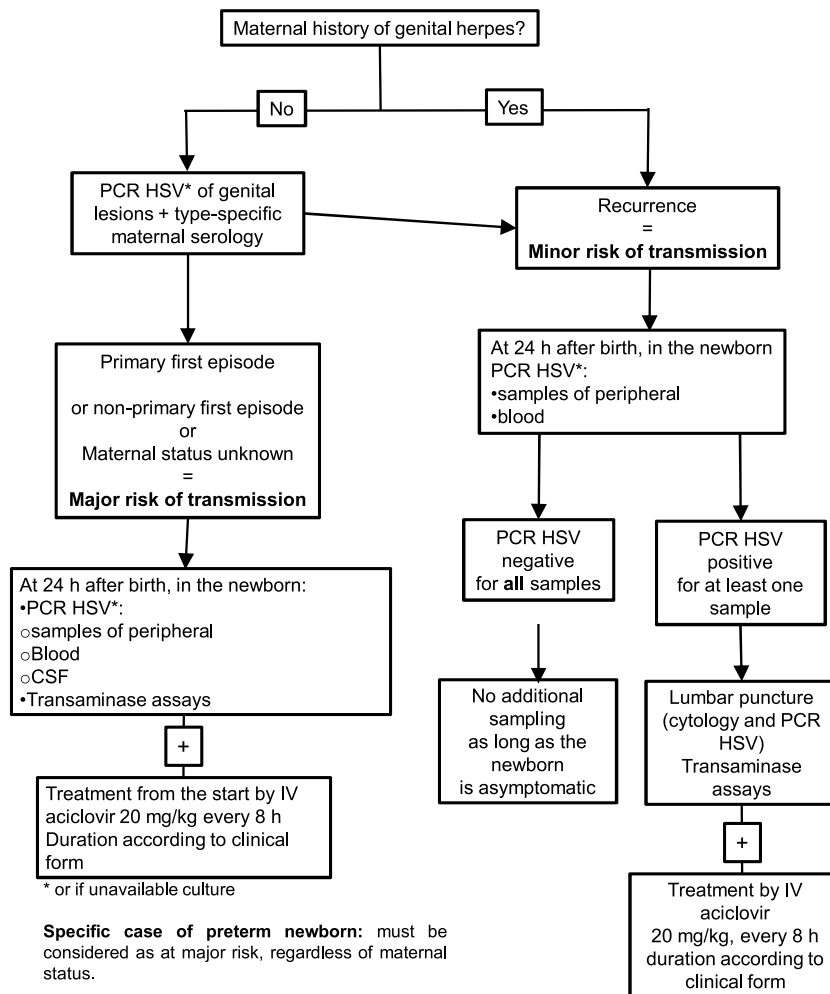 Maternal history of genital herpes?
No
Yes
PCR HSV* of genital
lesions + type-specific
maternal serology
Recurrence
=
Minor risk of transmission
Primary first episode
or non-primary first episode
or
Maternal status unknown
=
Major risk of transmission
At 24 h after birth, in the newborn
PCR HSV*:
•samples of peripheral
•blood
PCR HSV
negative
for all samples
PCR HSV
positive
for at least one
sample
At 24 h after birth, in the newborn:
•PCR HSV*:
○samples of peripheral
○Blood
○CSF
•Transaminase assays
+
Treatment from the start by IV
aciclovir 20 mg/kg every 8 h
Duration according to clinical
form
* or if unavailable culture
No additional
sampling
as long as the
newborn
is asymptomatic
Lumbar puncture
(cytology and PCR
HSV)
Transaminase
assays
+
Treatment by IV
aciclovir
20 mg/kg, every 8 h
duration according to
clinical form
Specific case of preterm newborn: must be
considered as at major risk, regardless of maternal
status.